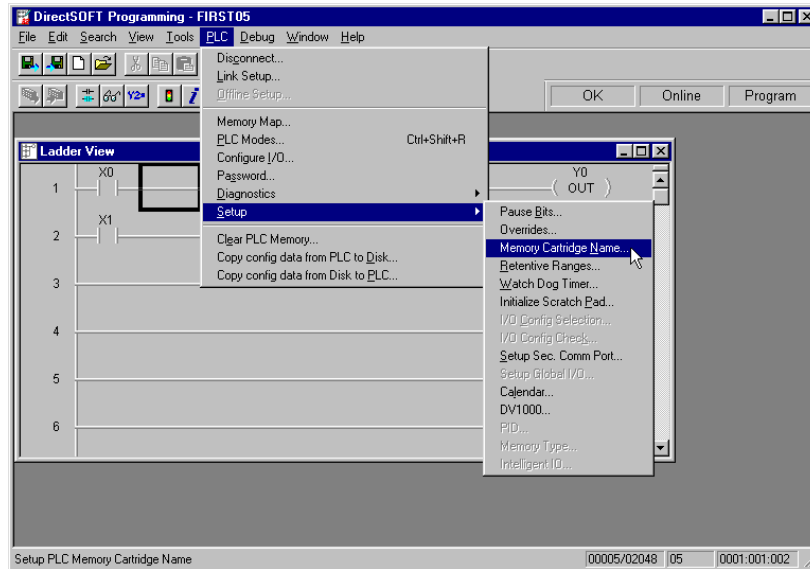 DirectSOFT Programming - FIRST05
File Edit Search View Tools PLC Debug Window Help
V2=
OK Online Program
Disconnect...
Link Setup...
Offline Setup...
Memory Map...
PLC Modes... Ctrl+Shift+R
Configure I/O...
Password...
Diagnostics
Setup
Clear PLC Memory...
Copy config data from PLC to Disk...
Copy config data from Disk to PLC...
Ladder View
X0 Y0
1 OUT
X1
2
3
4
5
6
Pause Bits...
Overrides...
Memory Cartridge Name...
Retentive Ranges...
Watch Dog Timer...
Initialize Scratch Pad...
I/O Config Selection...
I/O Config Check...
Setup Sec. Comm Port...
Setup Global I/O...
Calendar...
DV1000...
PID...
Memory Type...
Intelligent IO...
Setup PLC Memory Cartridge Name 00005/02048 05 0001:001:002